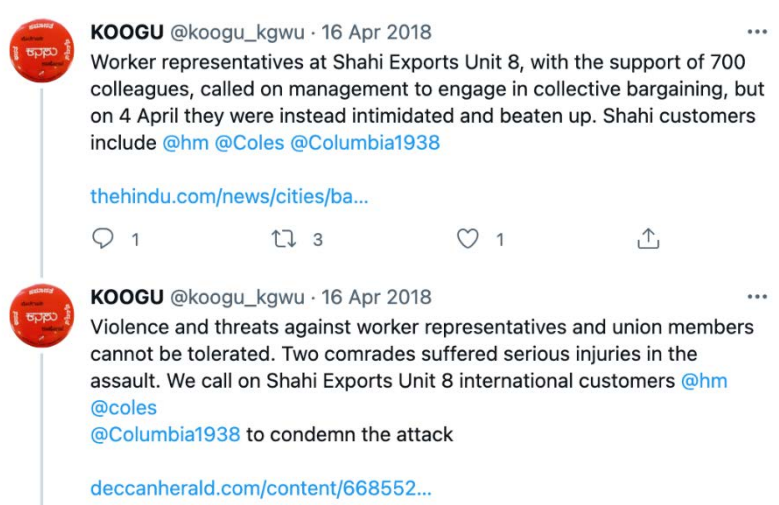 KOOGU @koogu_kgwu · 16 Apr 2018
Worker representatives at Shahi Exports Unit 8, with the support of 700
colleagues, called on management to engage in collective bargaining, but
on 4 April they were instead intimidated and beaten up. Shahi customers
include @hm @Coles @Columbia1938
thehindu.com/news/cities/ba...
1 3 1
KOOGU @koogu_kgwu · 16 Apr 2018
Violence and threats against worker representatives and union members
cannot be tolerated. Two comrades suffered serious injuries in the
assault. We call on Shahi Exports Unit 8 international customers @hm
@coles
@Columbia1938 to condemn the attack
deccanherald.com/content/668552...